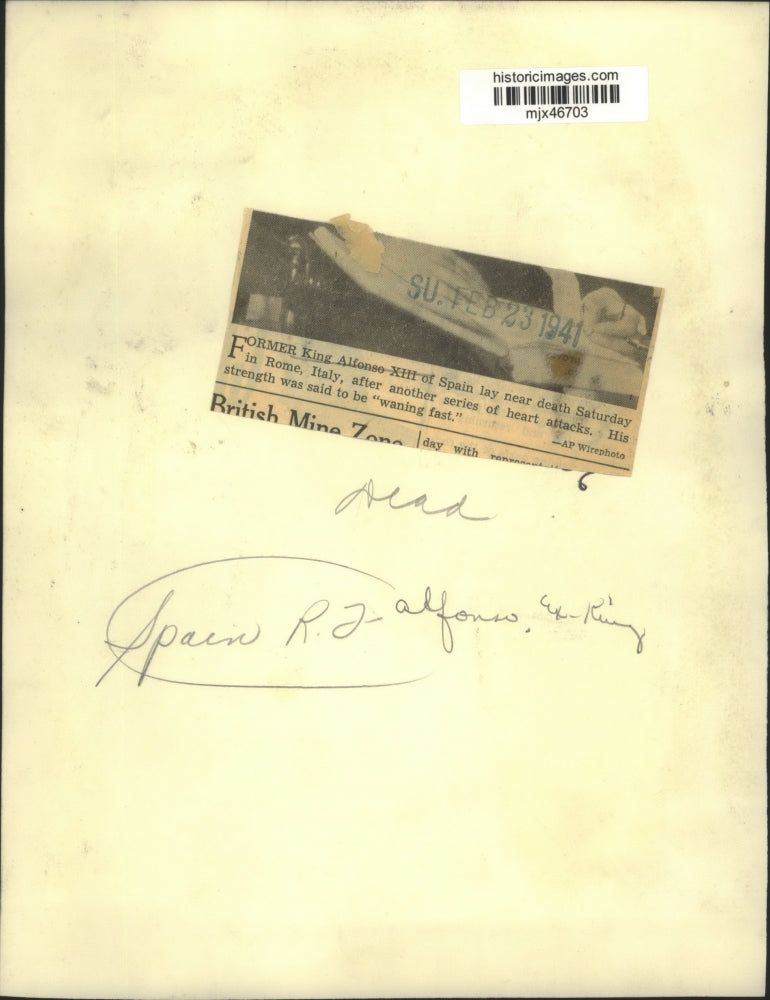 historicimages.com
mjx46703
SU. FEB 23 1941
FORMER King Alfonso XIII of Spain lay near death Saturday
in Rome, Italy, after another series of heart attacks. His
strength was said to be “waning fast.”
—AP Wirephoto
British Mine Zone
day with
6
Dead
Spain R. F- Alfonso, Ex-King